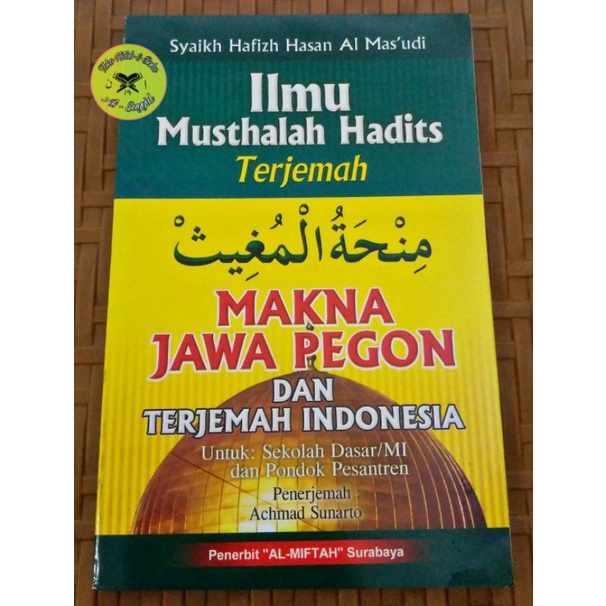 Syaikh Hafizh Hasan Al Mas'udi
Ilmu
Musthalah Hadits
Terjemah
مِنْحَةُ الْمُغِيثْ
MAKNA
JAWA PEGON
DAN
TERJEMAH INDONESIA
Untuk: Sekolah Dasar/MI
dan Pondok Pesantren
Penerjemah :
Achmad Sunarto
Penerbit "AL-MIFTAH" Surabaya